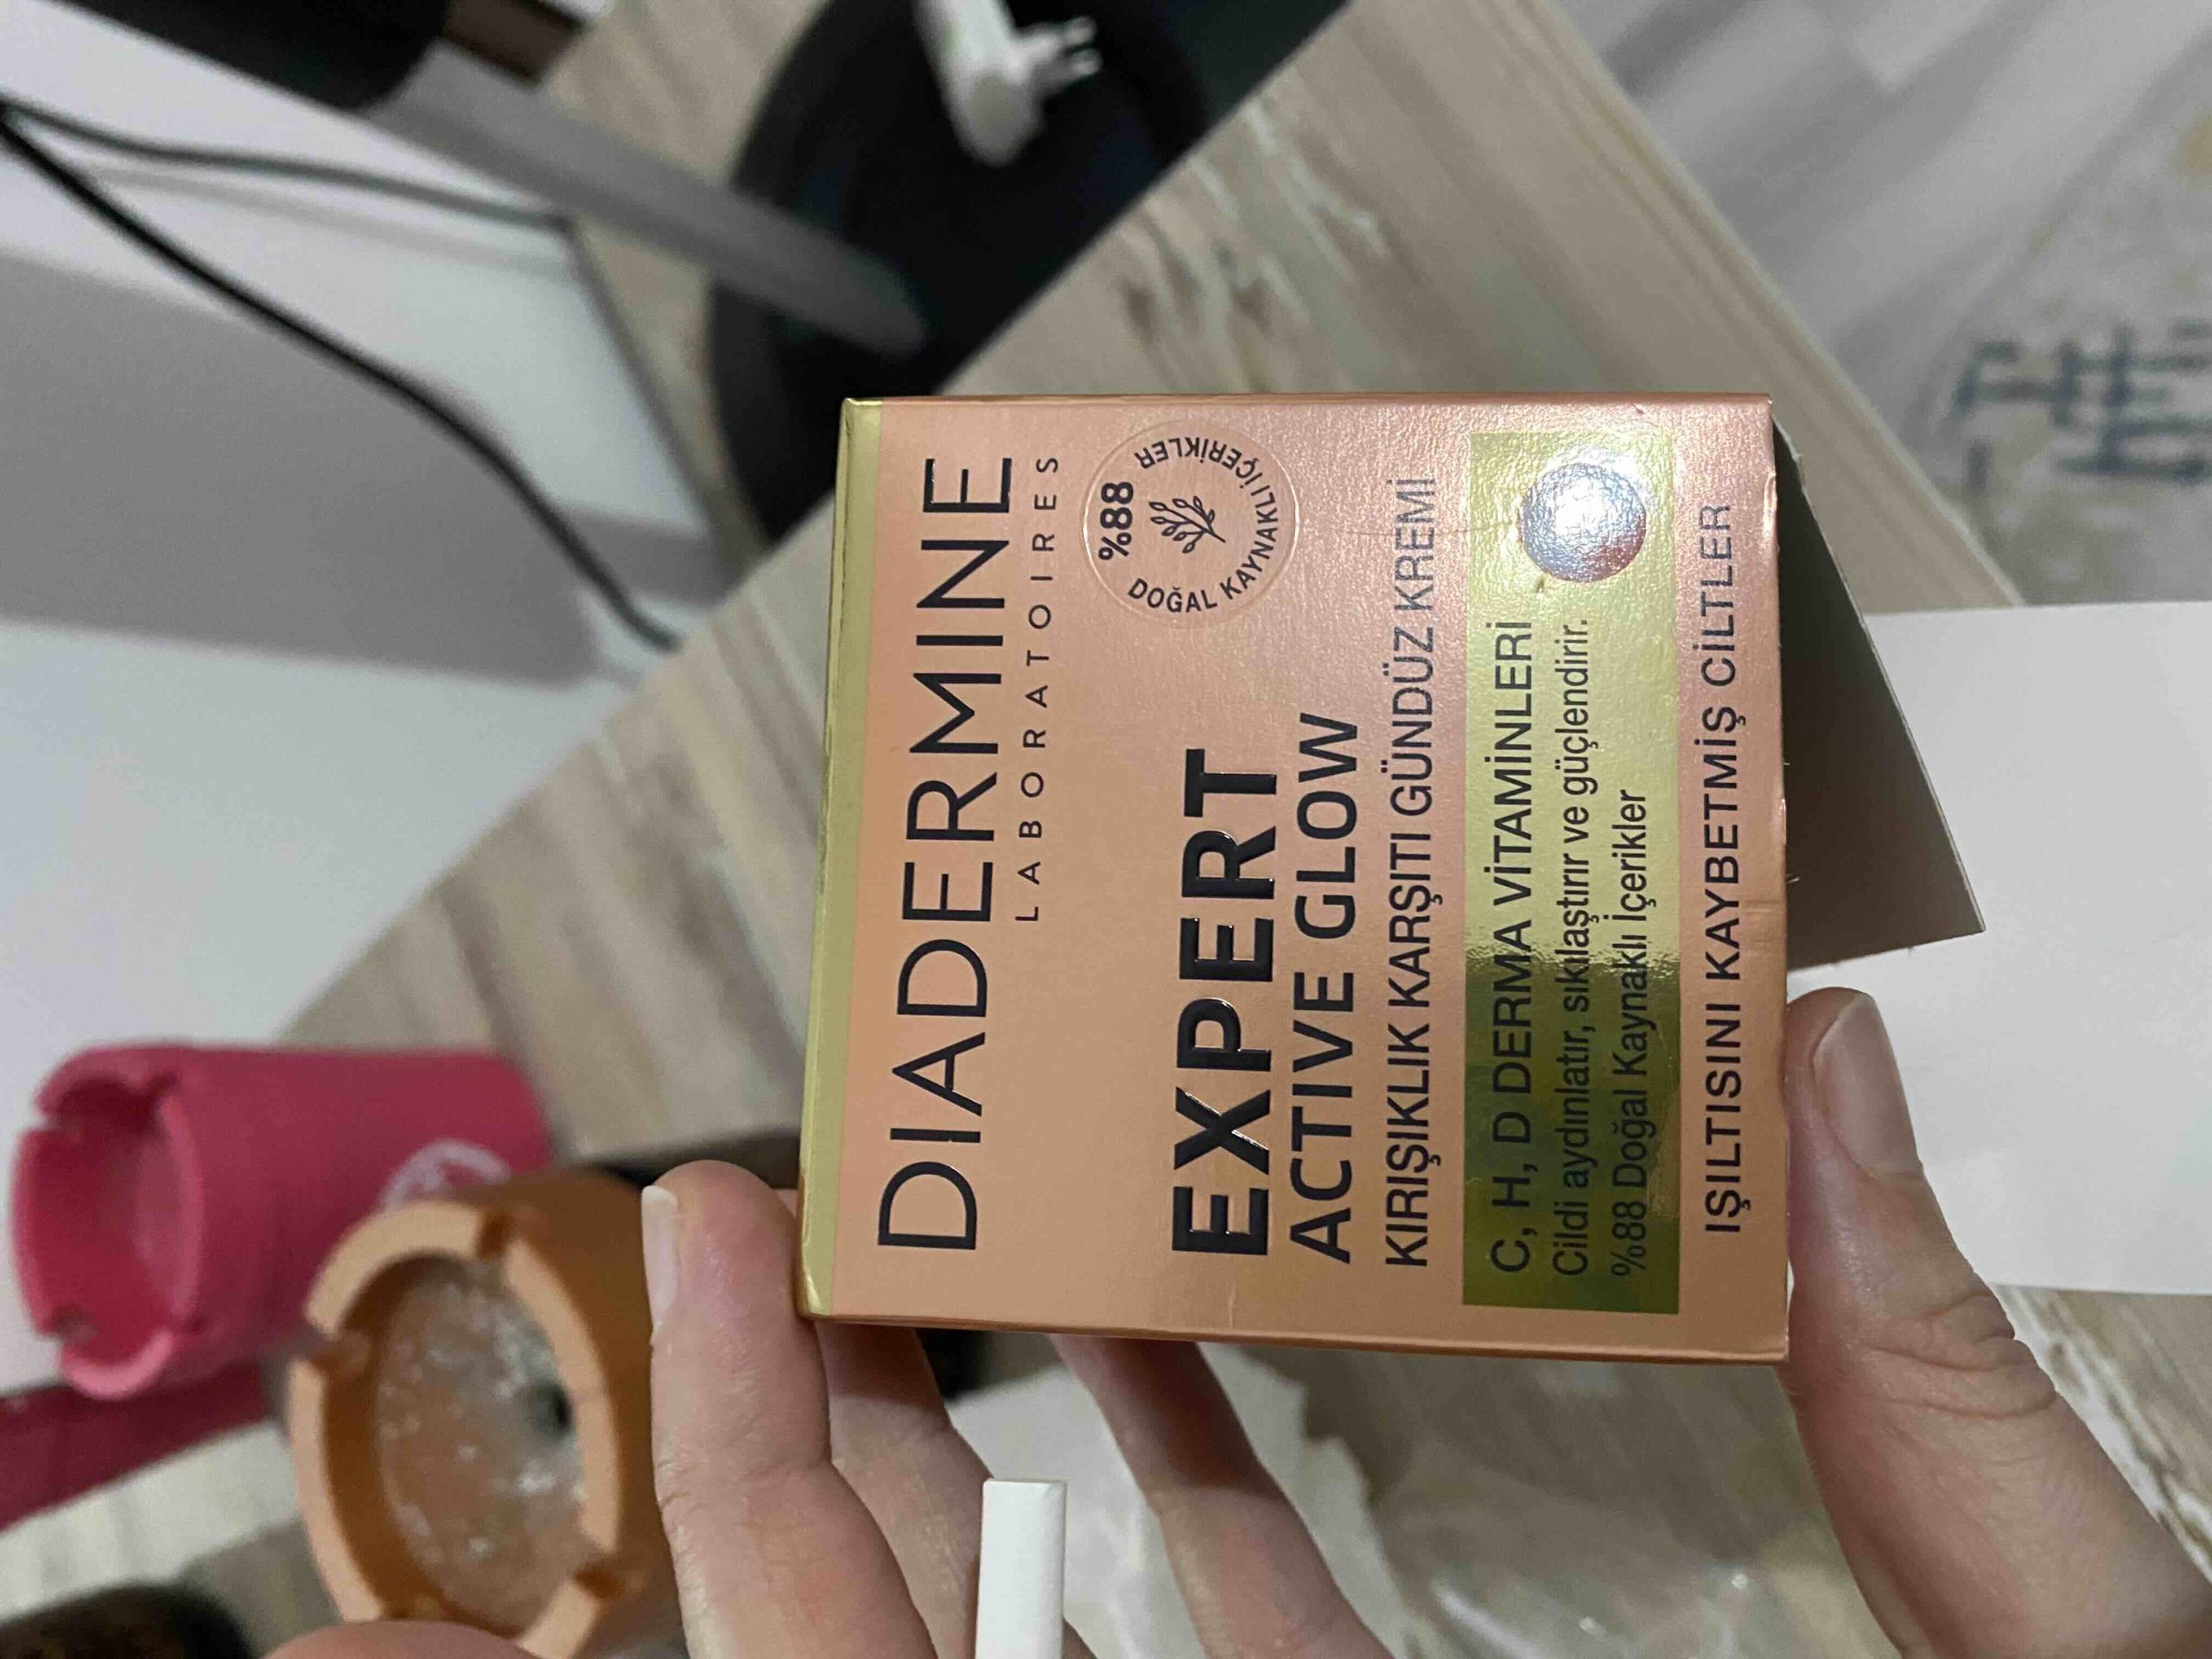 DIADERMINE
LABORATOIRES
%88
DOĞAL KAYNAKLI İÇERİKLER
EXPERT
ACTIVE GLOW
KIRIŞIKLIK KARŞITI GÜNDÜZ KREMİ
C, H, D DERMA VİTAMİNLERİ
Cildi aydınlatır, sıkılaştırır ve güçlendirir.
%88 Doğal Kaynaklı İçerikler
IŞILTISINI KAYBETMİŞ CİLTLER